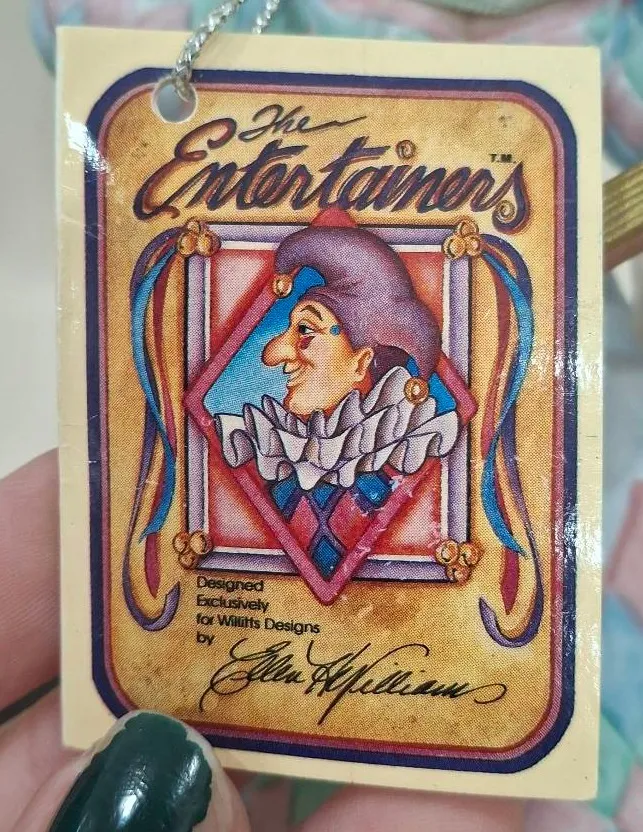 The
Entertainers T.M.
Designed
Exclusively
for Willitts Designs
by
Ellen H. Williams